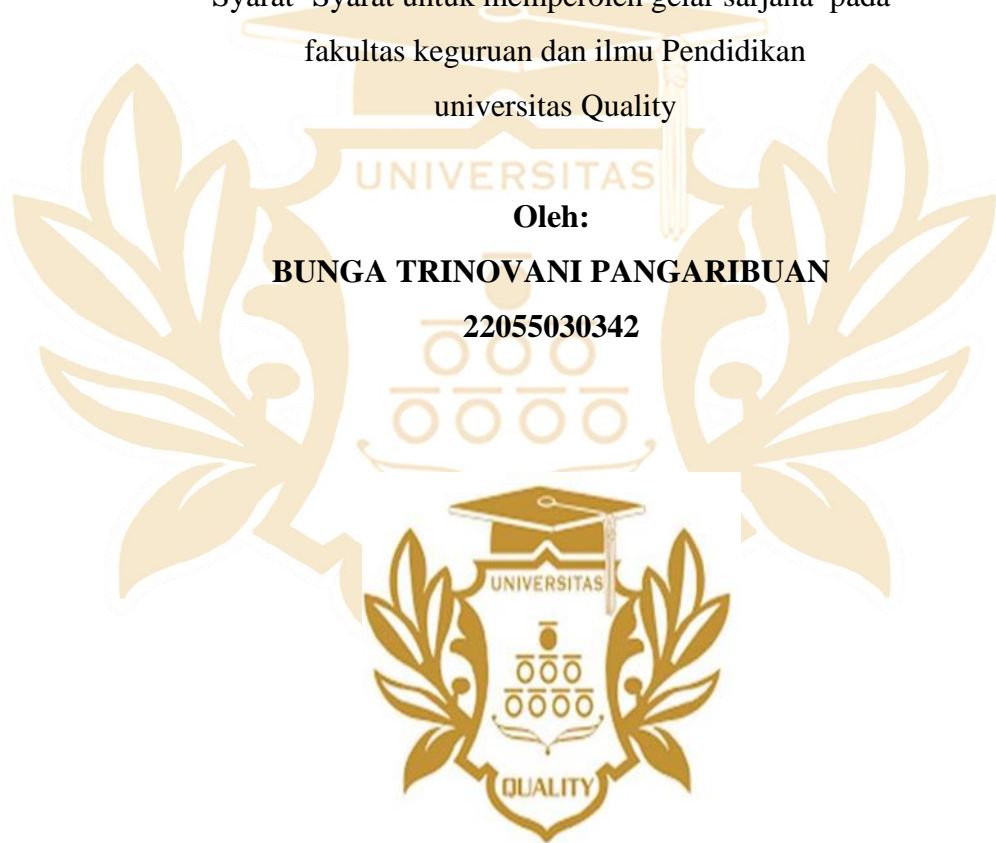 Syarat- Syarat untuk memperoleh gelar sarjana pada
fakultas keguruan dan ilmu Pendidikan
universitas Quality
UNIVERSITAS
Oleh:
BUNGA TRINOVANI PANGARIBUAN
22055030342
UNIVERSITAS
QUALITY